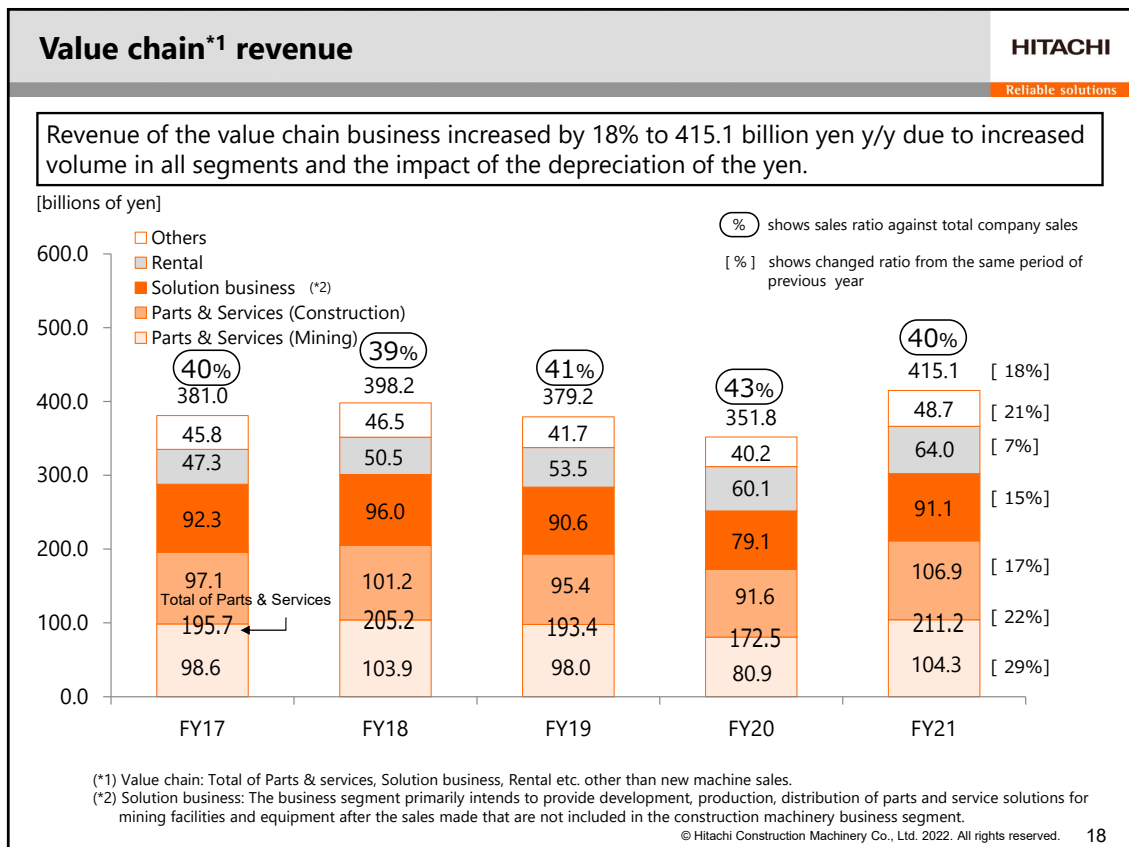 Value chain*1 revenue
HITACHI
Reliable solutions
Revenue of the value chain business increased by 18% to 415.1 billion yen y/y due to increased
volume in all segments and the impact of the depreciation of the yen.
[billions of yen]
% shows sales ratio against total company sales
[ % ] shows changed ratio from the same period of
previous year
Others
Rental
Solution business (*2)
Parts & Services (Construction)
Parts & Services (Mining)
600.0
500.0
400.0
300.0
200.0
100.0
0.0
40%
381.0
45.8
47.3
92.3
97.1
Total of Parts & Services
195.7
98.6
39%
398.2
46.5
50.5
96.0
101.2
205.2
103.9
41%
379.2
41.7
53.5
90.6
95.4
193.4
98.0
43%
351.8
40.2
60.1
79.1
91.6
172.5
80.9
40%
415.1
48.7
64.0
91.1
106.9
211.2
104.3
[ 18%]
[ 21%]
[ 7%]
[ 15%]
[ 17%]
[ 22%]
[ 29%]
FY17
FY18
FY19
FY20
FY21
(*1) Value chain: Total of Parts & services, Solution business, Rental etc. other than new machine sales.
(*2) Solution business: The business segment primarily intends to provide development, production, distribution of parts and service solutions for
mining facilities and equipment after the sales made that are not included in the construction machinery business segment.
© Hitachi Construction Machinery Co., Ltd. 2022. All rights reserved. 18